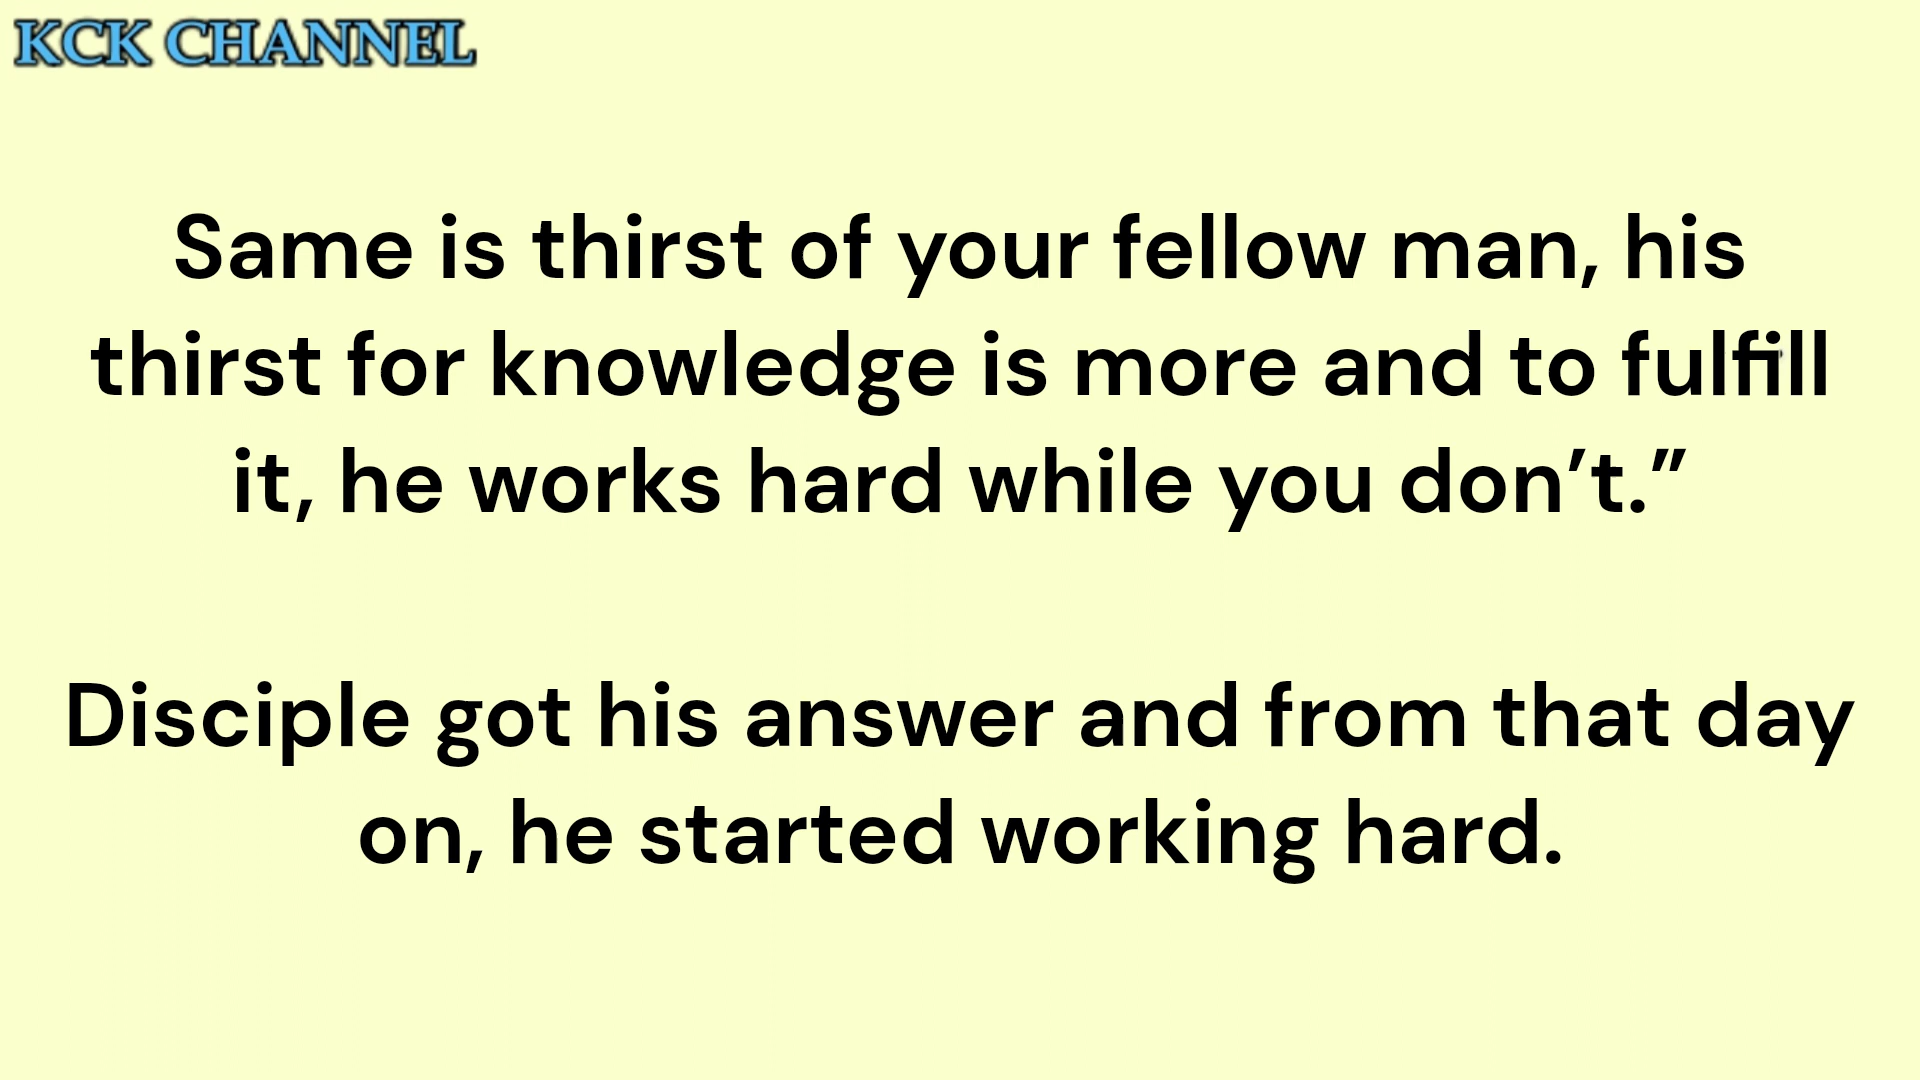 KCK CHANNEL
Same is thirst of your fellow man, his
thirst for knowledge is more and to fulfill
it, he works hard while you don’t.”
Disciple got his answer and from that day
on, he started working hard.